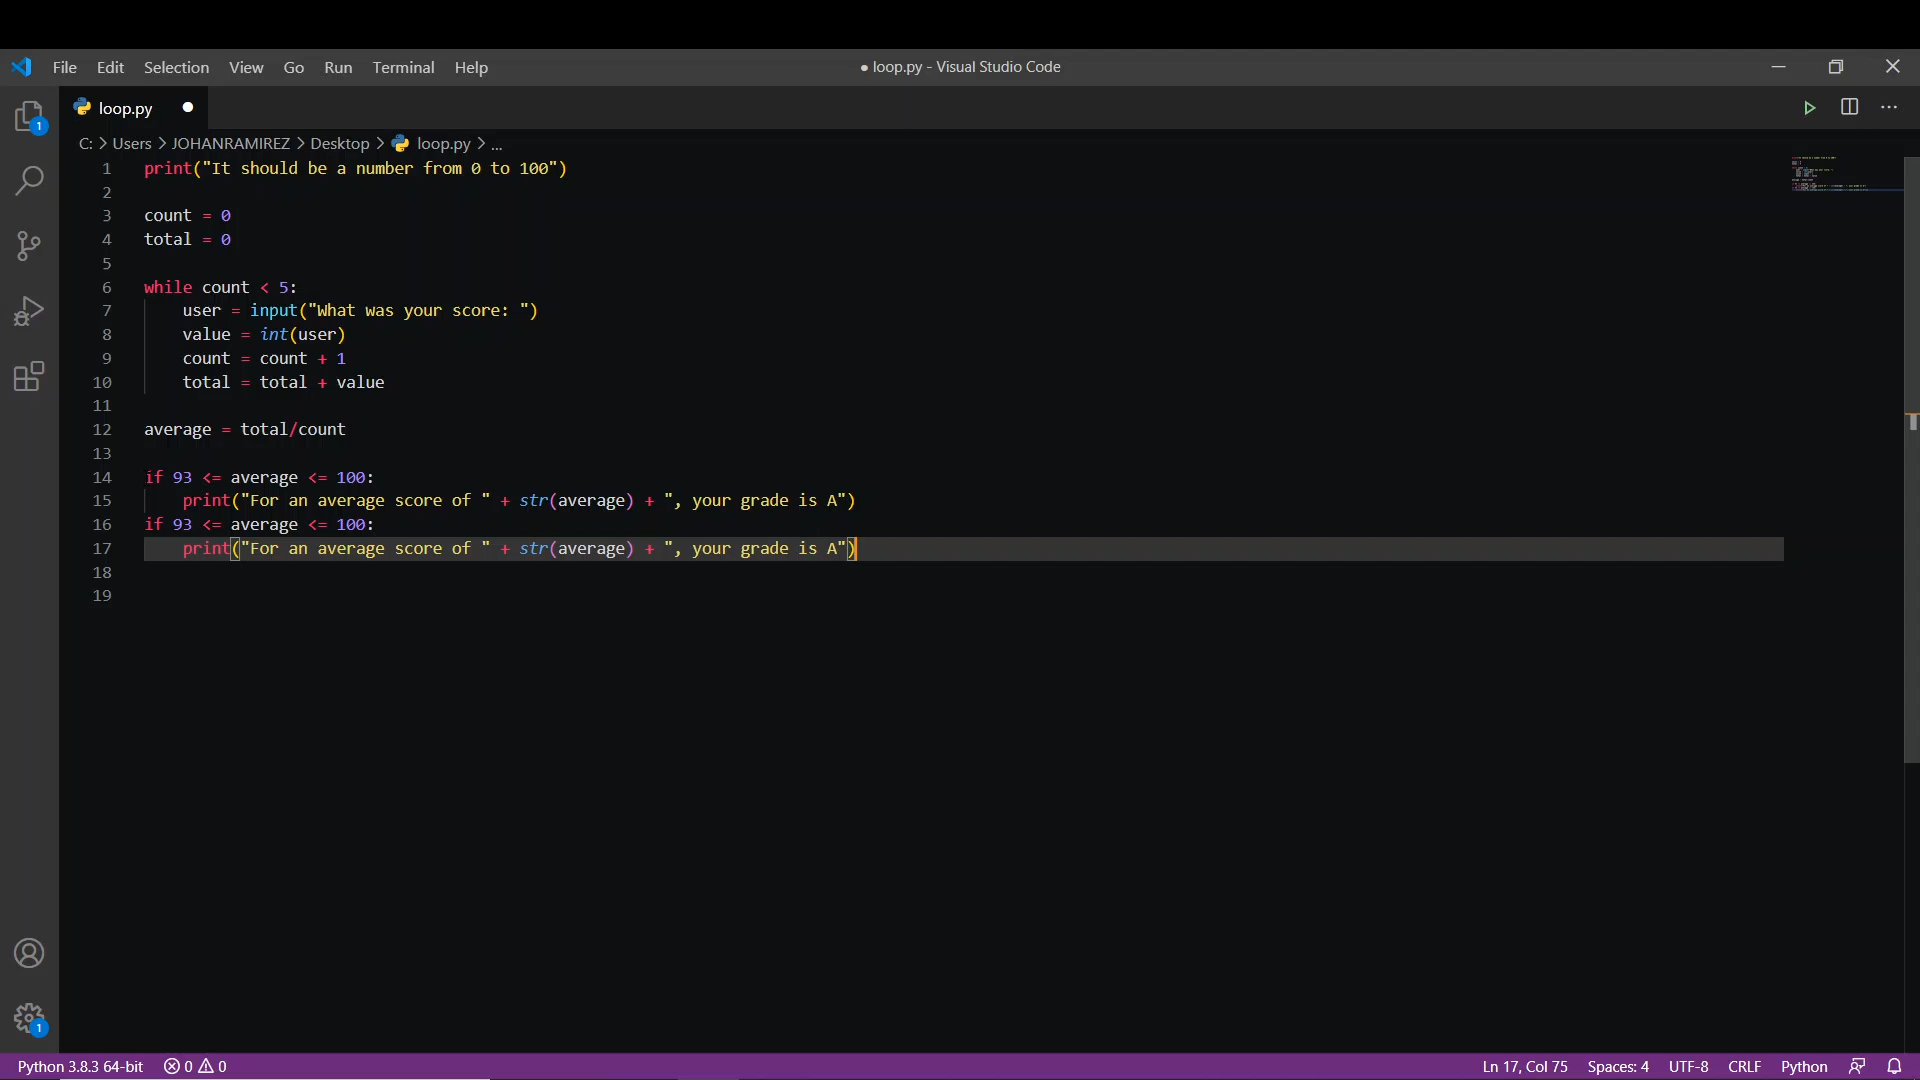 File Edit Selection View Go Run Terminal Help
● loop.py - Visual Studio Code
1
loop.py ●
C: > Users > JOHANRAMIREZ > Desktop > loop.py > ...
1 print("It should be a number from 0 to 100")
2
3 count = 0
4 total = 0
5
6 while count < 5:
7 user = input("What was your score: ")
8 value = int(user)
9 count = count + 1
10 total = total + value
11
12 average = total/count
13
14 if 93 <= average <= 100:
15 print("For an average score of " + str(average) + ", your grade is A")
16 if 93 <= average <= 100:
17 print("For an average score of " + str(average) + ", your grade is A")
18
19
1
Python 3.8.3 64-bit 0 0 Ln 17, Col 75 Spaces: 4 UTF-8 CRLF Python